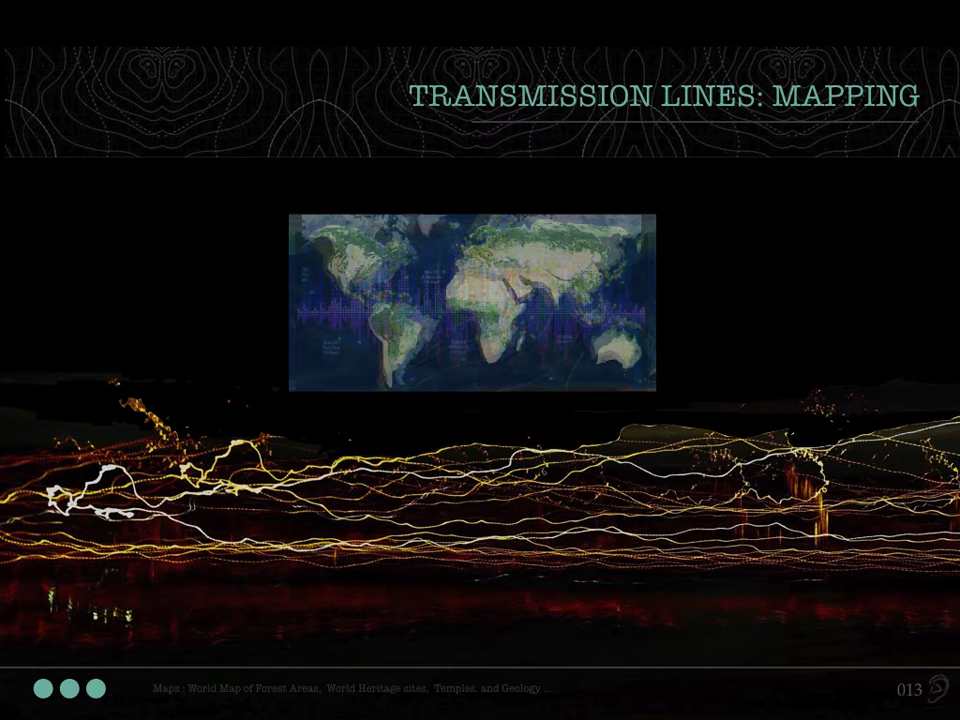 TRANSMISSION LINES: MAPPING
Maps : World Map of Forest Areas, World Heritage sites, Temples. and Geology ...
013